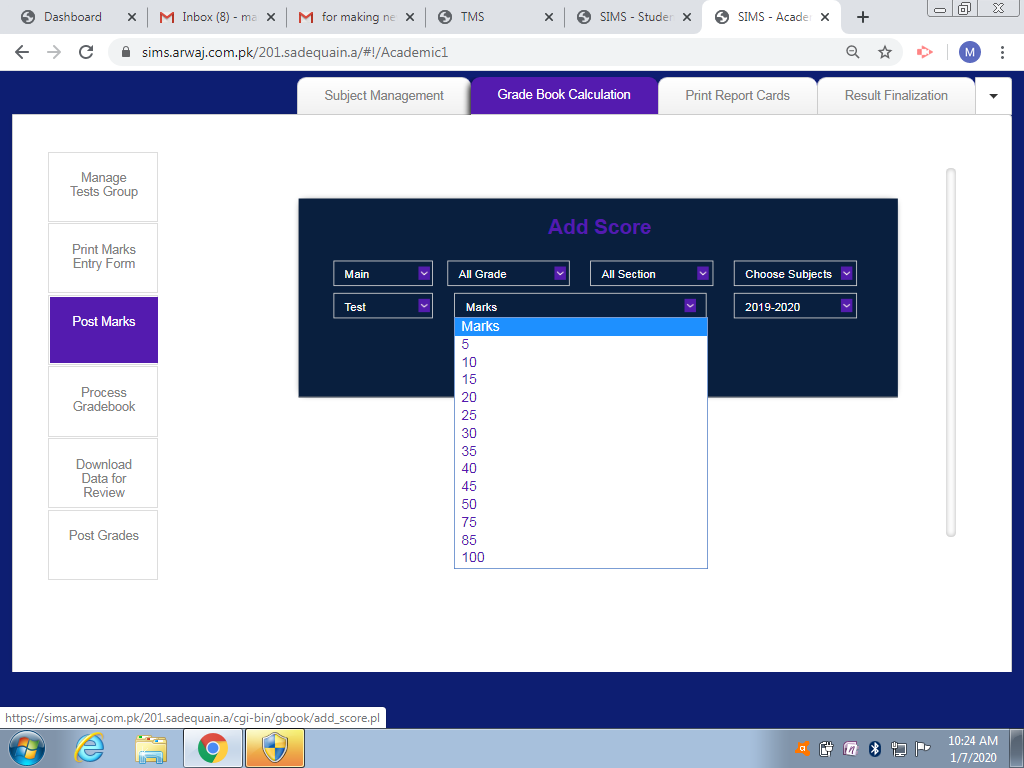 Dashboard
Inbox (8) - ma
for making ne
TMS
SIMS - Studen
SIMS - Acade
sims.arwaj.com.pk/201.sadequain.a/#!/Academic1
M
Subject Management
Grade Book Calculation
Print Report Cards
Result Finalization
Manage
Tests Group
Print Marks
Entry Form
Post Marks
Process
Gradebook
Download
Data for
Review
Post Grades
Add Score
Main
All Grade
All Section
Choose Subjects
Test
Marks
2019-2020
Marks
5
10
15
20
25
30
35
40
45
50
75
85
100
https://sims.arwaj.com.pk/201.sadequain.a/cgi-bin/gbook/add_score.pl
10:24 AM
1/7/2020